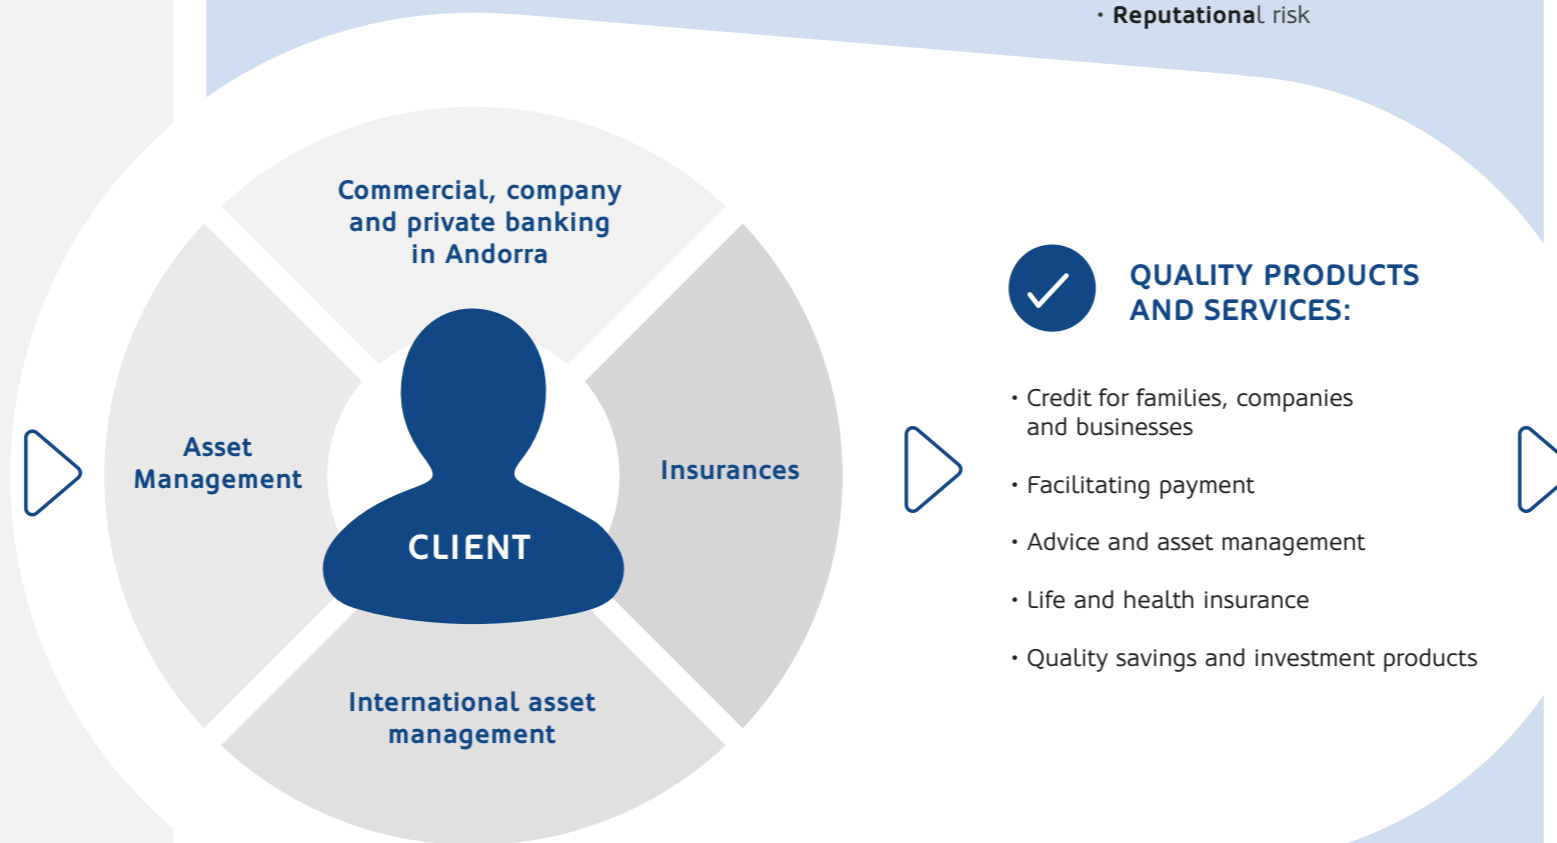 • Reputational risk
Commercial, company
and private banking
in Andorra
Asset
Management
Insurances
CLIENT
International asset
management
QUALITY PRODUCTS
AND SERVICES:
• Credit for families, companies
and businesses
• Facilitating payment
• Advice and asset management
• Life and health insurance
• Quality savings and investment products